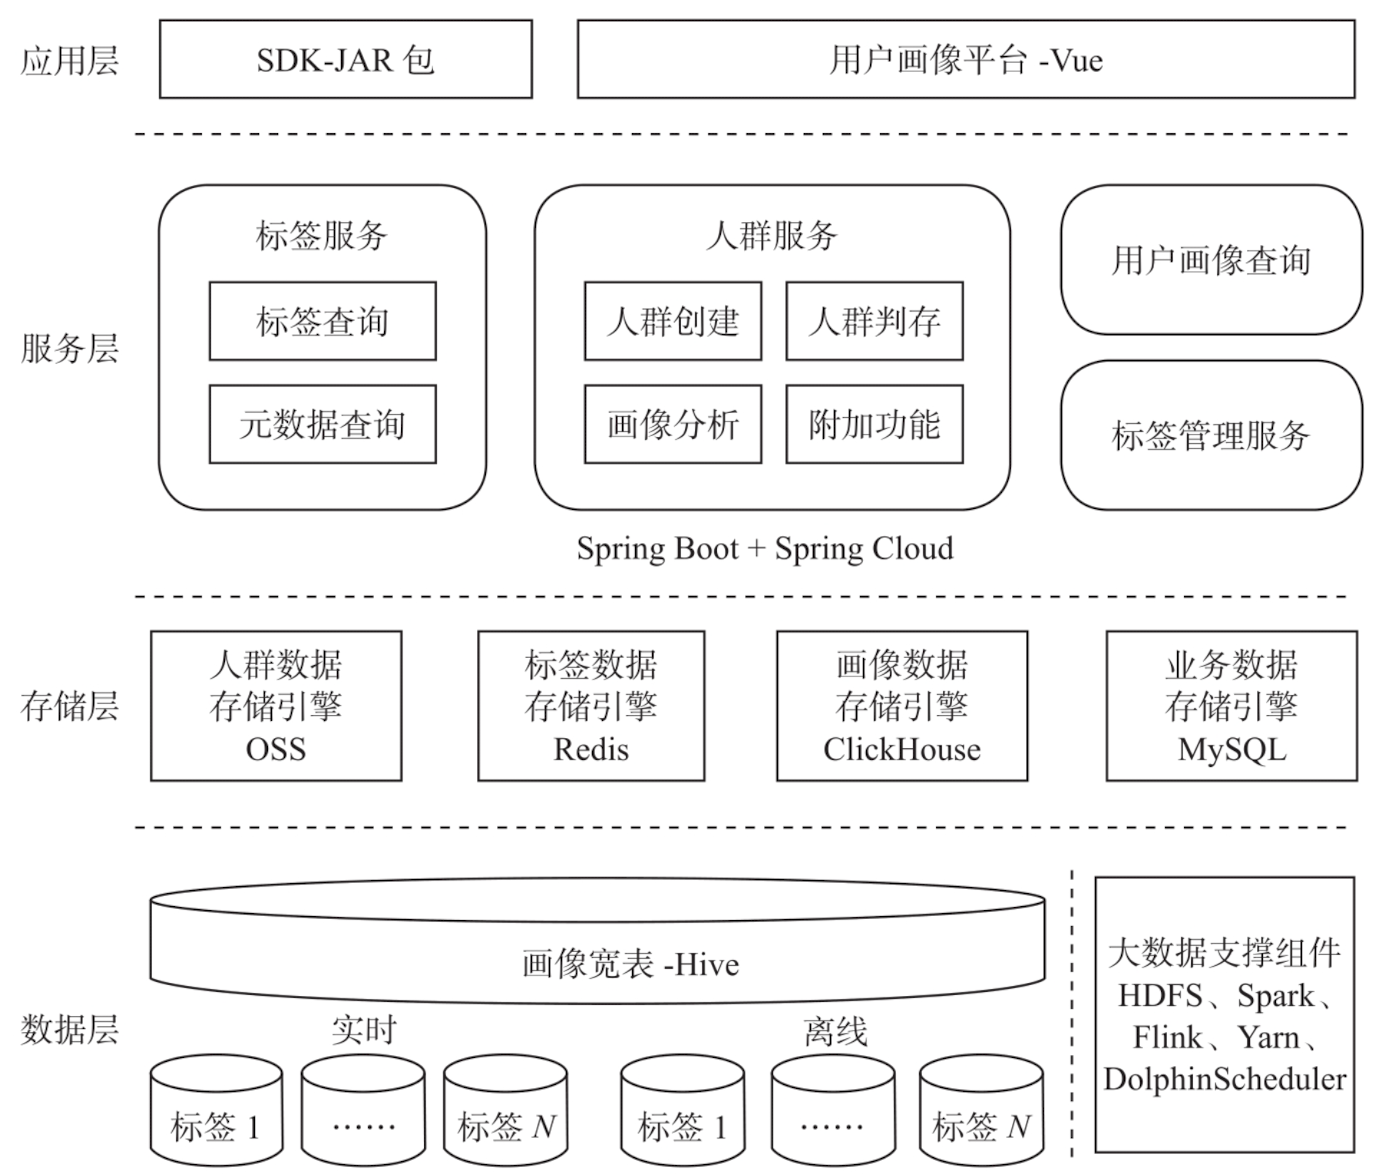 应用层
SDK-JAR 包
用户画像平台 -Vue
服务层
标签服务
标签查询
元数据查询
人群服务
人群创建
人群判存
画像分析
附加功能
用户画像查询
标签管理服务
Spring Boot + Spring Cloud
存储层
人群数据
存储引擎
OSS
标签数据
存储引擎
Redis
画像数据
存储引擎
ClickHouse
业务数据
存储引擎
MySQL
数据层
画像宽表 -Hive
实时
标签 1
……
标签 N
离线
标签 1
……
标签 N
大数据支撑组件
HDFS、Spark、
Flink、Yarn、
DolphinScheduler